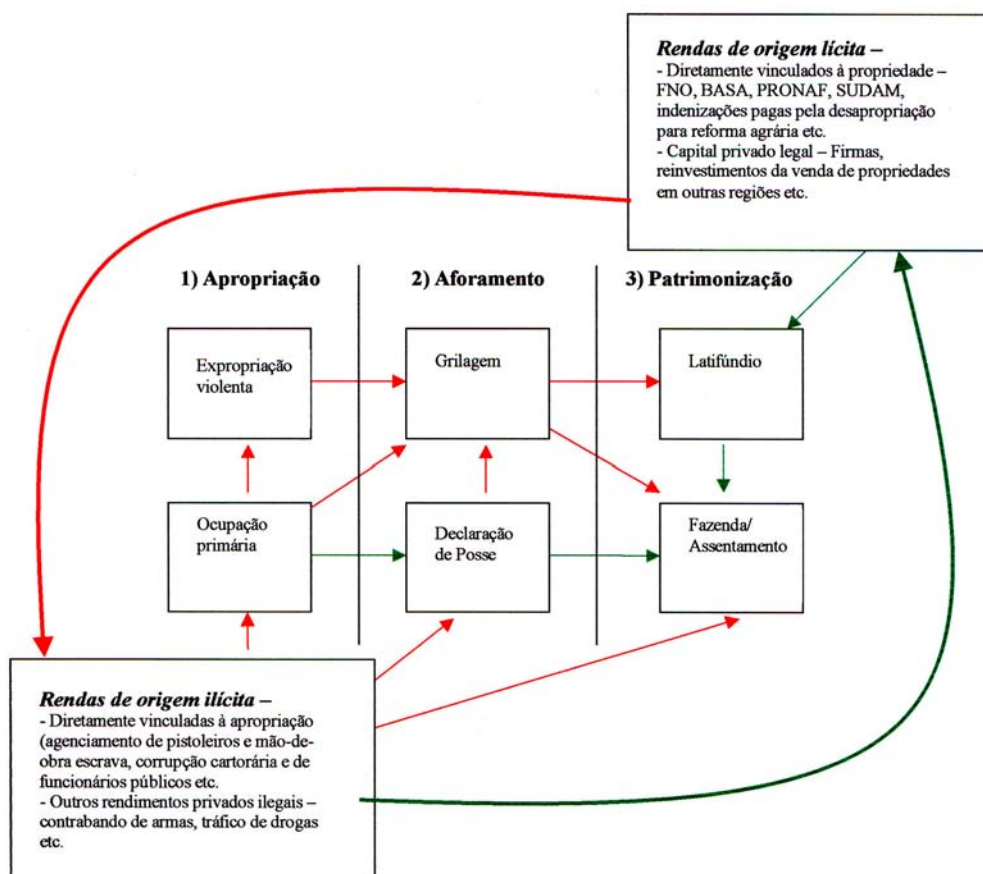 Rendas de origem lícita –
- Diretamente vinculados à propriedade –
FNO, BASA, PRONAF, SUDAM,
indenizações pagas pela desapropriação
para reforma agrária etc.
- Capital privado legal – Firmas,
reinvestimentos da venda de propriedades
em outras regiões etc.
1) Apropriação
2) Aforamento
3) Patrimonização
Expropriação
violenta
Grilagem
Latifúndio
Ocupação
primária
Declaração
de Posse
Fazenda/
Assentamento
Rendas de origem ilícita –
- Diretamente vinculadas à apropriação
(agenciamento de pistoleiros e mão-de-
obra escrava, corrupção cartorária e de
funcionários públicos etc.
- Outros rendimentos privados ilegais –
contrabando de armas, tráfico de drogas
etc.